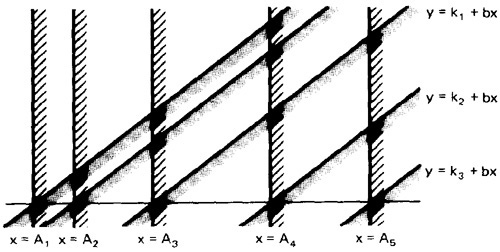 y = k₁ + bx
y = k₂ + bx
y = k₃ + bx
x = A₁ x = A₂ x = A₃ x = A₄ x = A₅